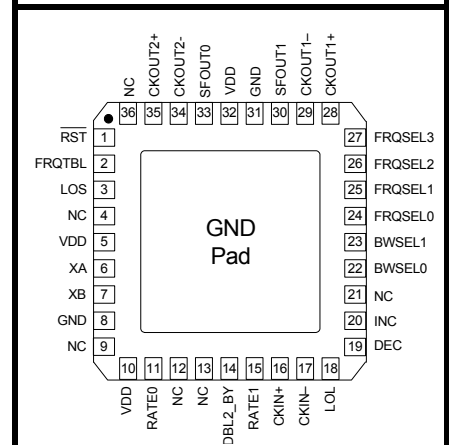 NC
CKOUT2+
CKOUT2-
SFOUT0
VDD
GND
SFOUT1
CKOUT1–
CKOUT1+
36 35 34 33 32 31 30 29 28
RST 1
FRQTBL 2
LOS 3
NC 4
VDD 5
XA 6
XB 7
GND 8
NC 9
GND
Pad
27 FRQSEL3
26 FRQSEL2
25 FRQSEL1
24 FRQSEL0
23 BWSEL1
22 BWSEL0
21 NC
20 INC
19 DEC
10 11 12 13 14 15 16 17 18
VDD
RATE0
NC
NC
DBL2_BY
RATE1
CKIN+
CKIN–
LOL